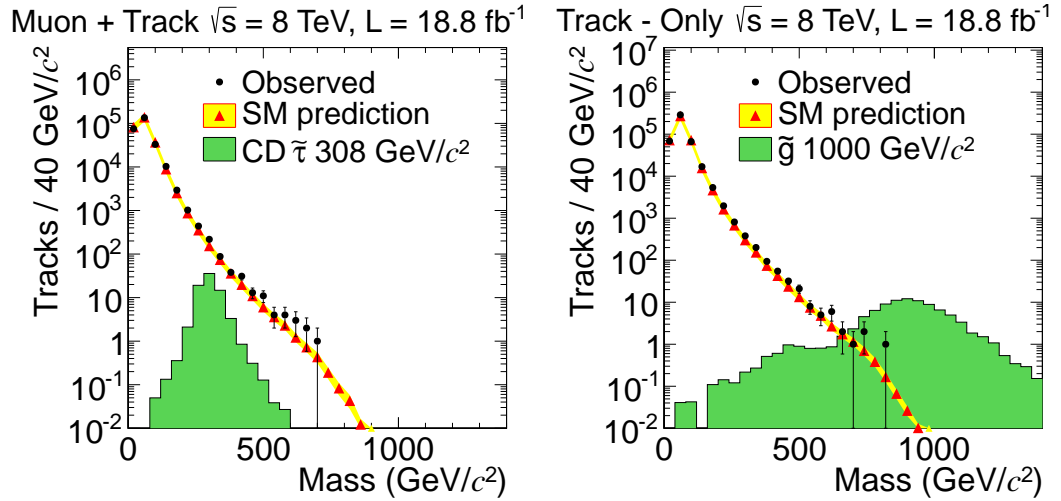 Muon + Track √s = 8 TeV, L = 18.8 fb⁻¹
Tracks / 40 GeV/c²
10⁶
10⁵
10⁴
10³
10²
10
1
10⁻¹
10⁻²
Observed
SM prediction
CD τ̃ 308 GeV/c²
0 500 1000
Mass (GeV/c²)
Track - Only √s = 8 TeV, L = 18.8 fb⁻¹
Tracks / 40 GeV/c²
10⁷
10⁶
10⁵
10⁴
10³
10²
10
1
10⁻¹
10⁻²
Observed
SM prediction
g̃ 1000 GeV/c²
0 500 1000
Mass (GeV/c²)